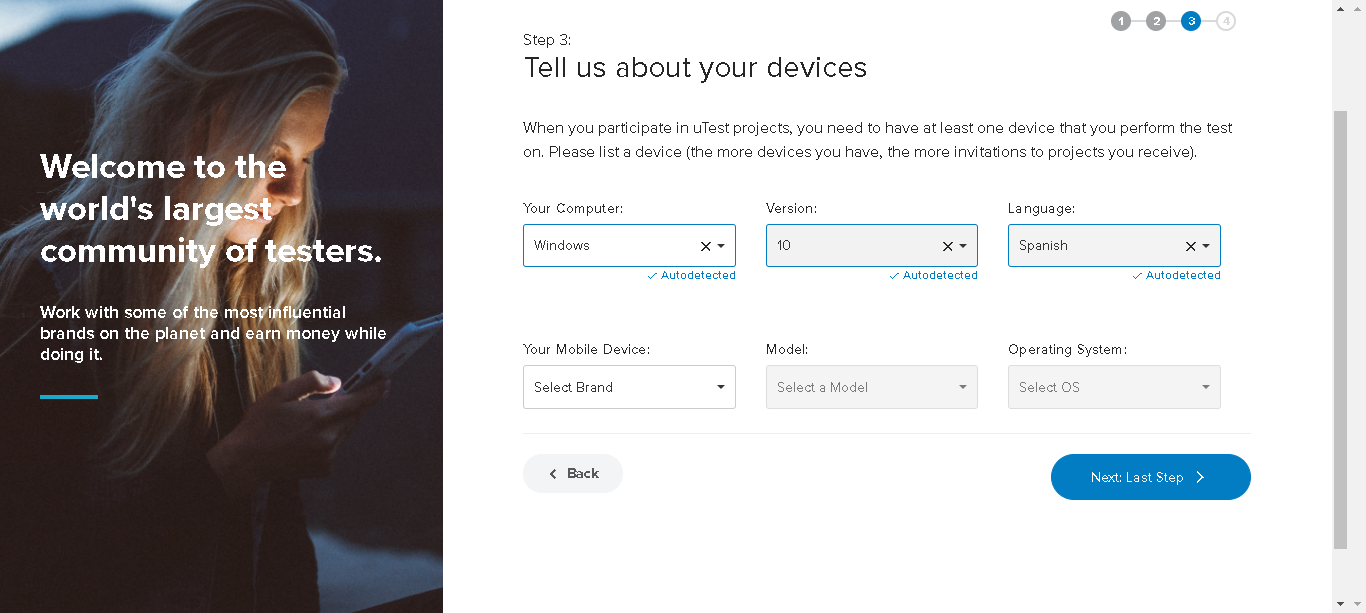 Welcome to the
world's largest
community of testers.
Work with some of the most influential
brands on the planet and earn money while
doing it.
1 2 3 4
Step 3:
Tell us about your devices
When you participate in uTest projects, you need to have at least one device that you perform the test
on. Please list a device (the more devices you have, the more invitations to projects you receive).
Your Computer: Version: Language:
Windows 10 Spanish
Autodetected Autodetected Autodetected
Your Mobile Device: Model: Operating System:
Select Brand Select a Model Select OS
Back Next: Last Step